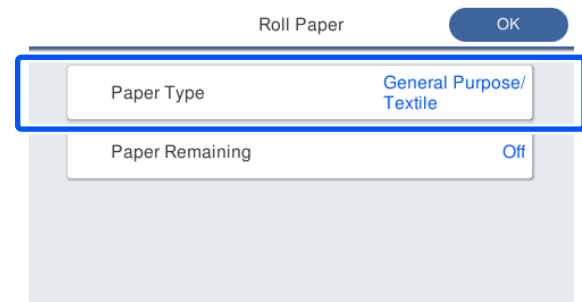 Roll Paper
OK
Paper Type
General Purpose/
Textile
Paper Remaining
Off